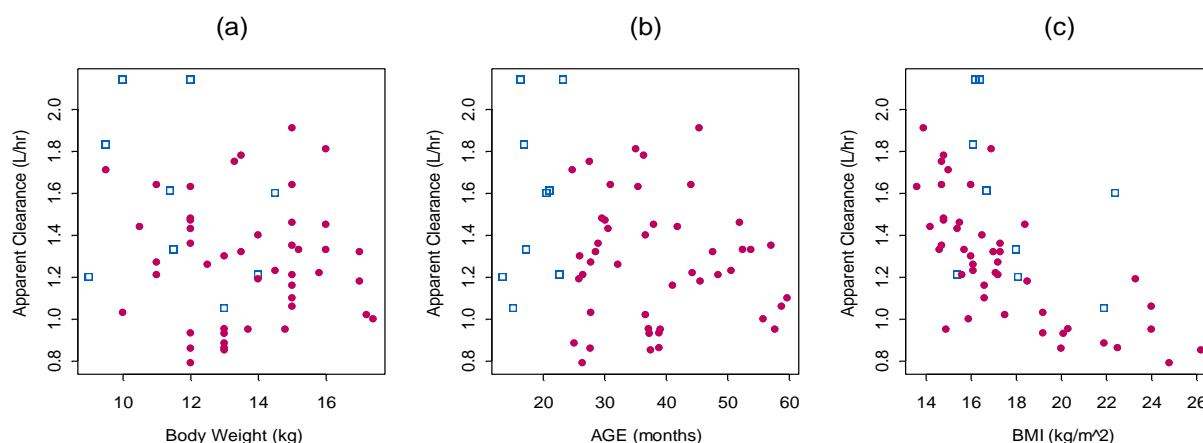 (a)
Apparent Clearance (L/hr)
0.8 1.0 1.2 1.4 1.6 1.8 2.0
10 12 14 16
Body Weight (kg)
(b)
Apparent Clearance (L/hr)
0.8 1.0 1.2 1.4 1.6 1.8 2.0
20 30 40 50 60
AGE (months)
(c)
Apparent Clearance (L/hr)
0.8 1.0 1.2 1.4 1.6 1.8 2.0
14 16 18 20 22 24 26
BMI (kg/m^2)